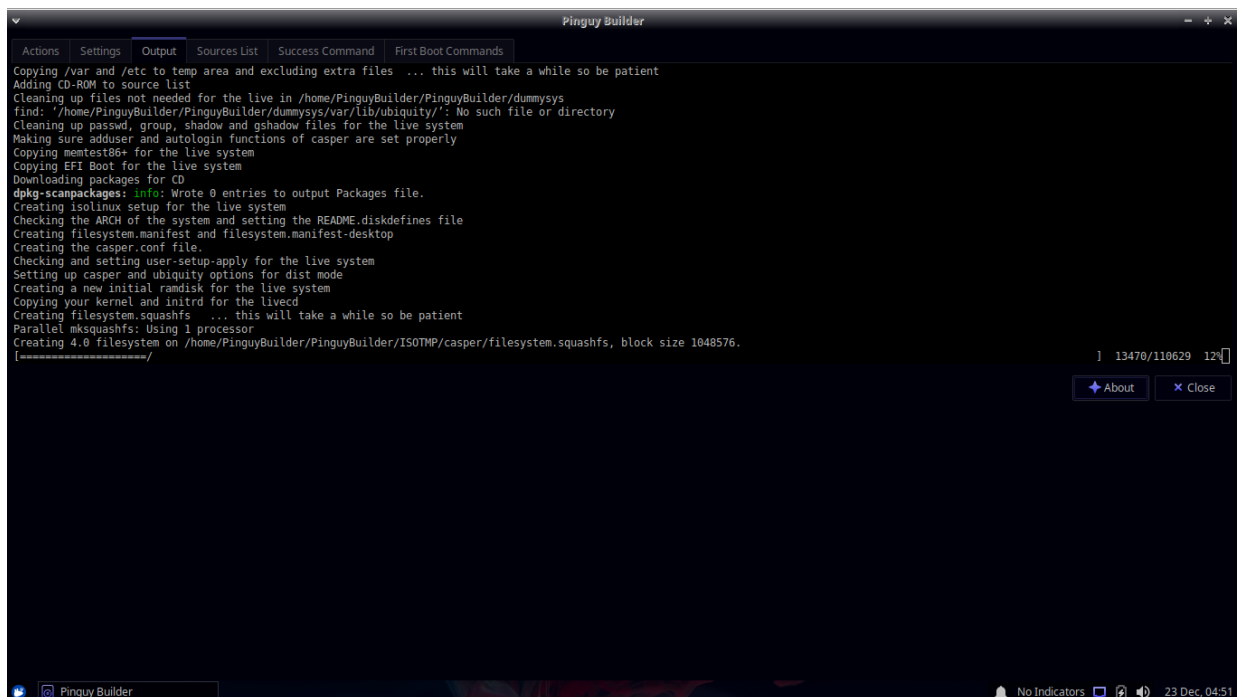 Pinguy Builder
Actions Settings Output Sources List Success Command First Boot Commands
Copying /var and /etc to temp area and excluding extra files ... this will take a while so be patient
Adding CD-ROM to source list
Cleaning up files not needed for the live in /home/PinguyBuilder/PinguyBuilder/dummysys
find: ‘/home/PinguyBuilder/PinguyBuilder/dummysys/var/lib/ubiquity/’: No such file or directory
Cleaning up passwd, group, shadow and gshadow files for the live system
Making sure adduser and autologin functions of casper are set properly
Copying memtest86+ for the live system
Copying EFI Boot for the live system
Downloading packages for CD
dpkg-scanpackages: info: Wrote 0 entries to output Packages file.
Creating isolinux setup for the live system
Checking the ARCH of the system and setting the README.diskdefines file
Creating filesystem.manifest and filesystem.manifest-desktop
Creating the casper.conf file.
Checking and setting user-setup-apply for the live system
Setting up casper and ubiquity options for dist mode
Creating a new initial ramdisk for the live system
Copying your kernel and initrd for the livecd
Creating filesystem.squashfs ... this will take a while so be patient
Parallel mksquashfs: Using 1 processor
Creating 4.0 filesystem on /home/PinguyBuilder/PinguyBuilder/ISOTMP/casper/filesystem.squashfs, block size 1048576.
[====================/ ] 13470/110629 12%
About Close
Pinguy Builder No Indicators 23 Dec, 04:51